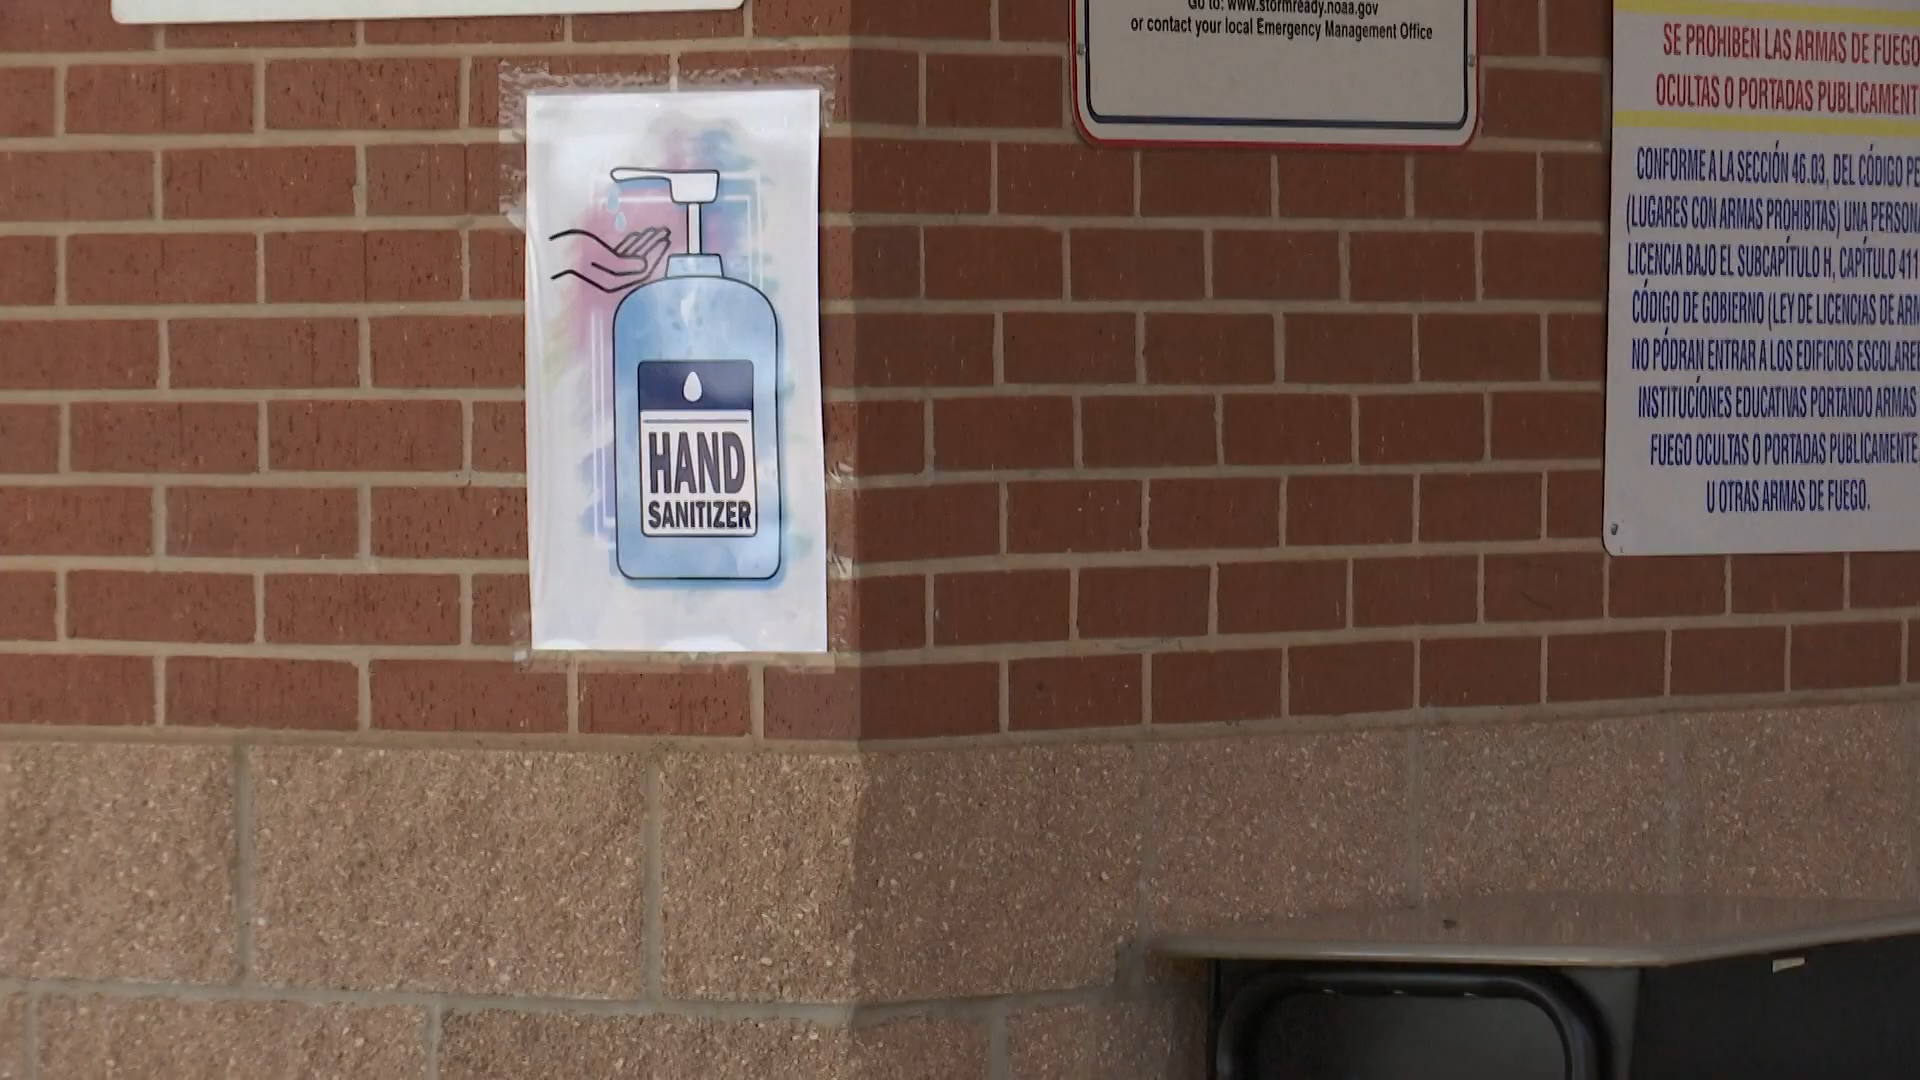 HAND
SANITIZER
Go to: www.stormready.noaa.gov
or contact your local Emergency Management Office
SE PROHIBEN LAS ARMAS DE FUEGO
OCULTAS O PORTADAS PUBLICAMENT
CONFORME A LA SECCIÓN 46.03, DEL CÓDIGO PE
(LUGARES CON ARMAS PROHIBITAS) UNA PERSONA
LICENCIA BAJO EL SUBCAPÍTULO H, CAPÍTULO 411
CÓDIGO DE GOBIERNO (LEY DE LICENCIAS DE ARM
NO PÓDRAN ENTRAR A LOS EDIFICIOS ESCOLARE
INSTITUCIÓNES EDUCATIVAS PORTANDO ARMAS
FUEGO OCULTAS O PORTADAS PUBLICAMENTE
U OTRAS ARMAS DE FUEGO.